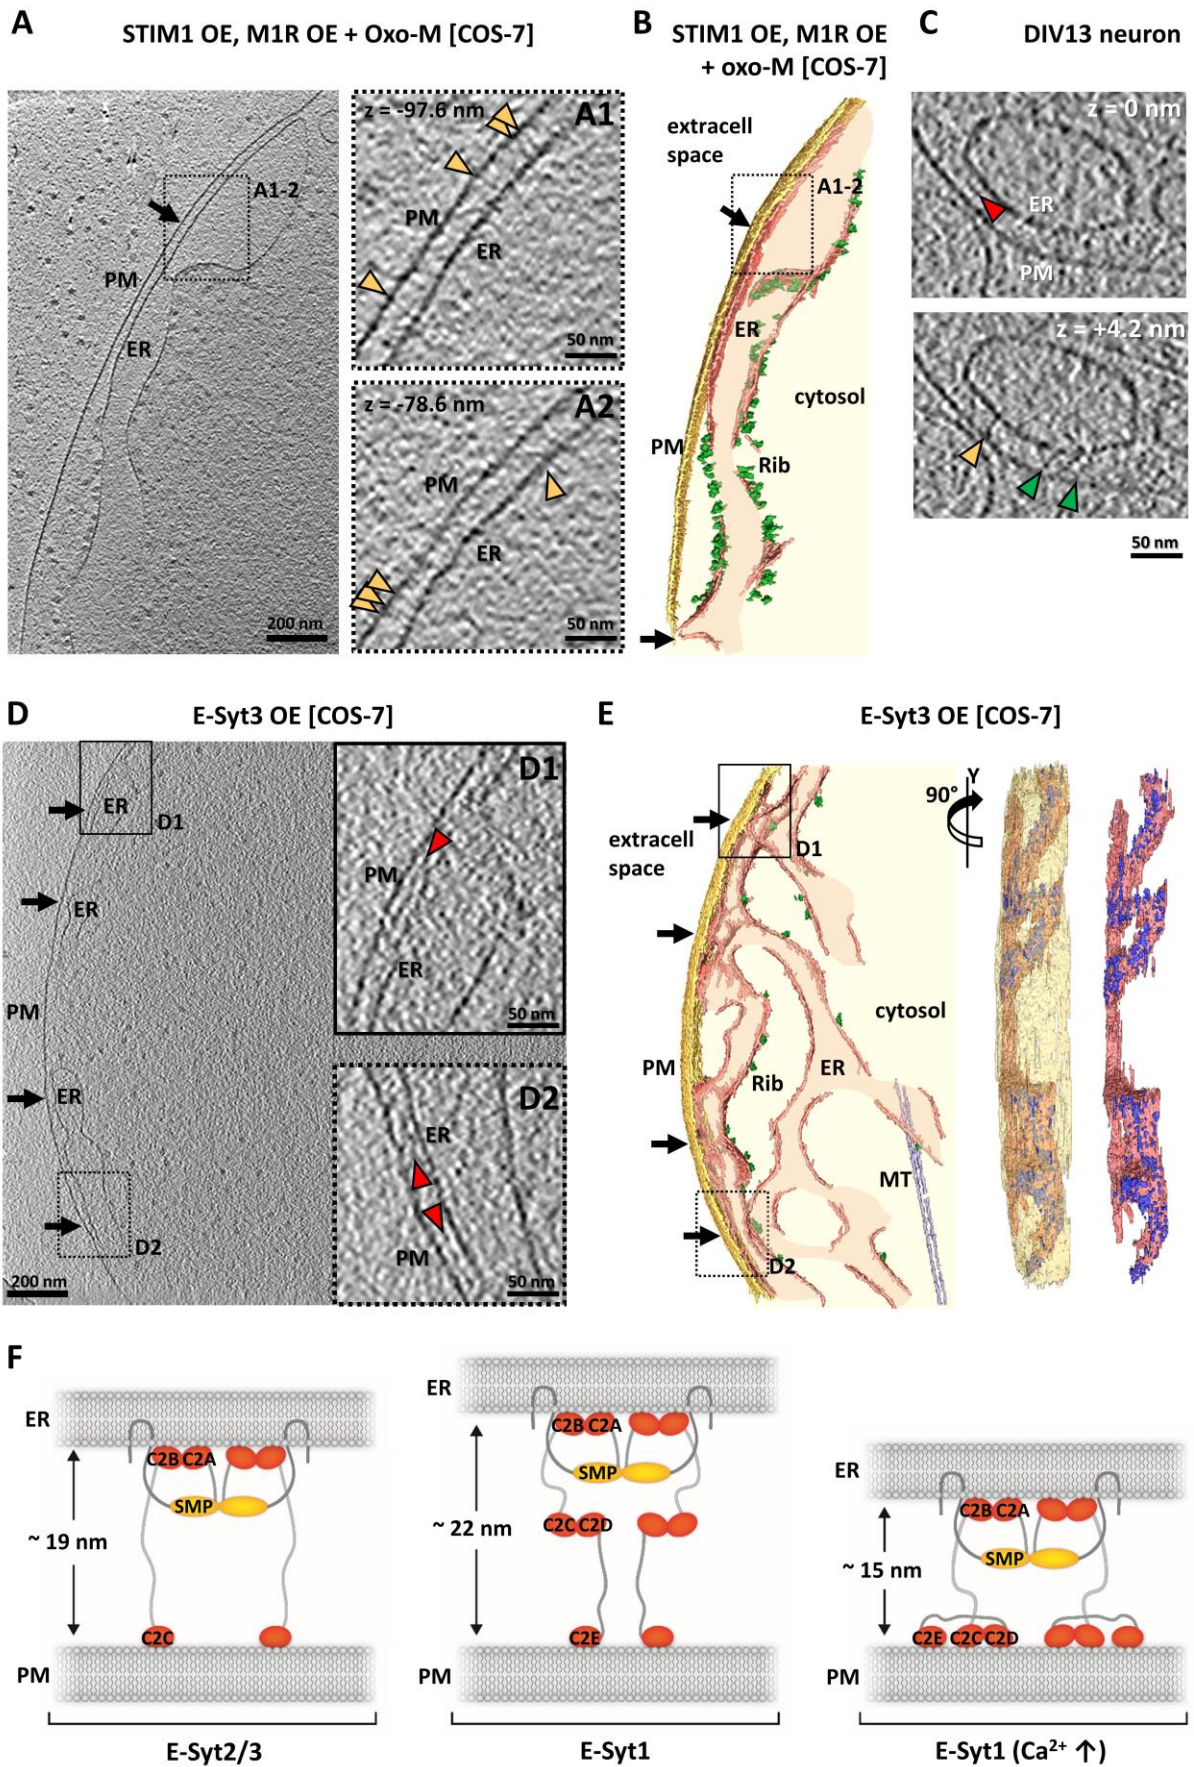 A
STIM1 OE, M1R OE + Oxo-M [COS-7]
PM
ER
A1-2
200 nm
z = -97.6 nm
A1
PM
ER
50 nm
z = -78.6 nm
A2
PM
ER
50 nm
B
STIM1 OE, M1R OE
+ oxo-M [COS-7]
extracell
space
A1-2
ER
cytosol
PM
Rib
C
DIV13 neuron
z = 0 nm
ER
PM
z = +4.2 nm
50 nm
D
E-Syt3 OE [COS-7]
ER
D1
ER
PM
ER
D2
200 nm
D1
PM
ER
50 nm
D2
ER
PM
50 nm
E
E-Syt3 OE [COS-7]
extracell
space
D1
cytosol
PM
Rib
ER
MT
D2
90°
Y
F
ER
C2B C2A
SMP
~ 19 nm
C2C
PM
E-Syt2/3
ER
C2B C2A
SMP
C2C C2D
~ 22 nm
C2E
PM
E-Syt1
ER
C2B C2A
SMP
~ 15 nm
C2E C2C C2D
PM
E-Syt1 (Ca²⁺ ↑)